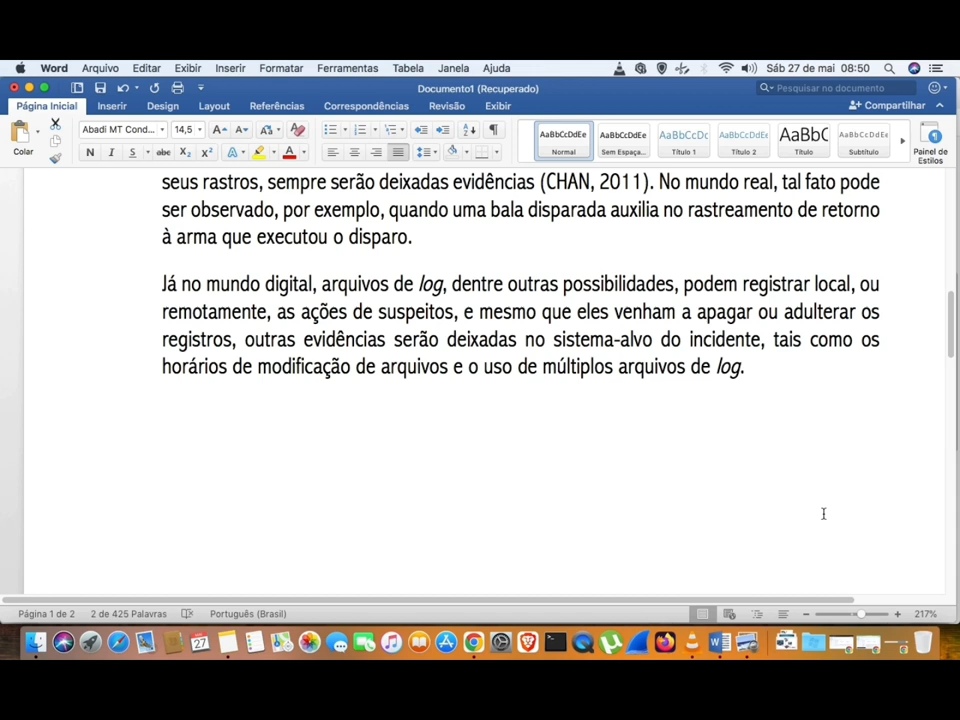 Word Arquivo Editar Exibir Inserir Formatar Ferramentas Tabela Janela Ajuda Sáb 27 de mai 08:50
Documento1 (Recuperado) Pesquisar no documento
Página Inicial Inserir Design Layout Referências Correspondências Revisão Exibir Compartilhar
Colar Abadi MT Cond... 14,5 AaBbCcDdEe AaBbCcDdEe AaBbCcDc AaBbCcDdEe AaBbC AaBbCcDdEe
N I S abc X₂ X² Normal Sem Espaça... Título 1 Título 2 Título Subtítulo Painel de Estilos
seus rastros, sempre serão deixadas evidências (CHAN, 2011). No mundo real, tal fato pode
ser observado, por exemplo, quando uma bala disparada auxilia no rastreamento de retorno
à arma que executou o disparo.
Já no mundo digital, arquivos de log, dentre outras possibilidades, podem registrar local, ou
remotamente, as ações de suspeitos, e mesmo que eles venham a apagar ou adulterar os
registros, outras evidências serão deixadas no sistema-alvo do incidente, tais como os
horários de modificação de arquivos e o uso de múltiplos arquivos de log.
Página 1 de 2 2 de 425 Palavras Português (Brasil) 217%
27